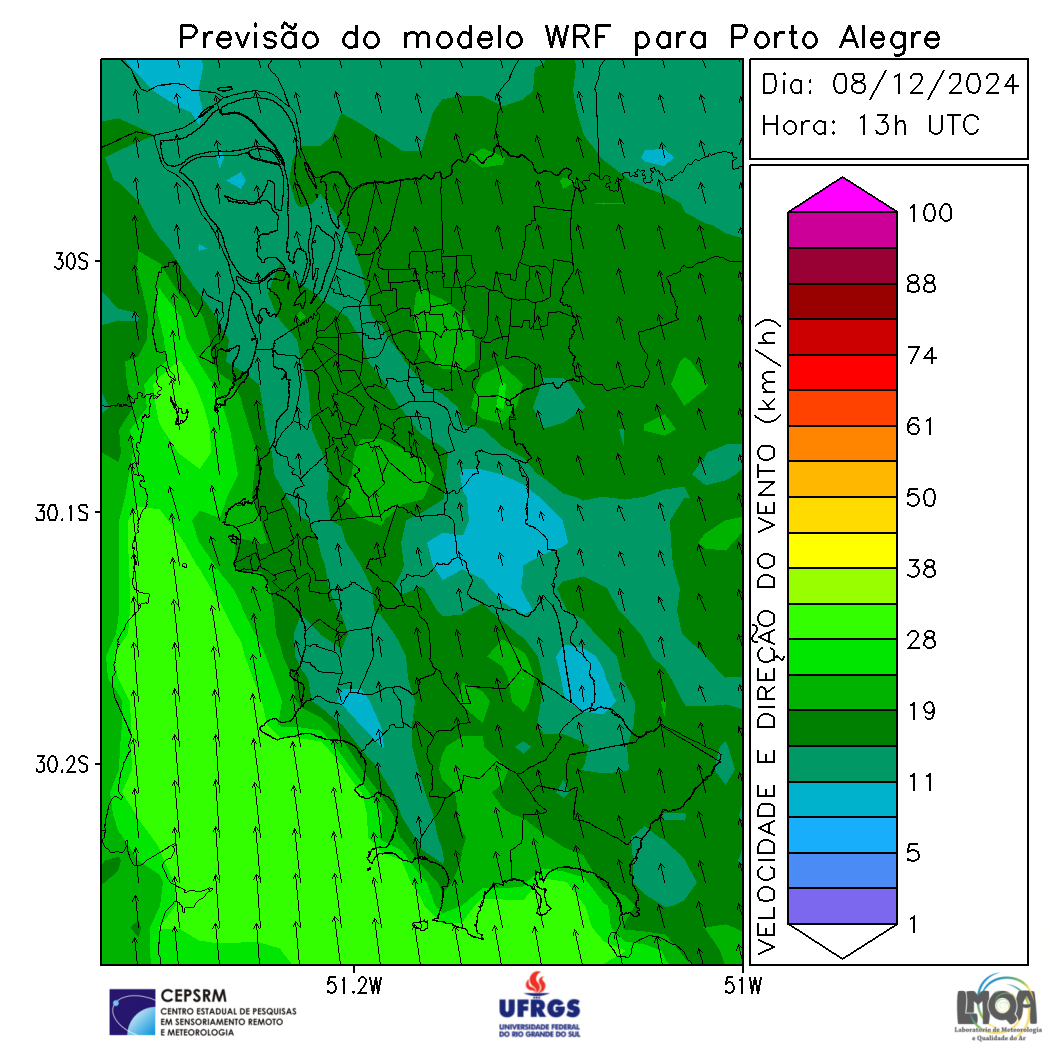 Previsão do modelo WRF para Porto Alegre
Dia: 08/12/2024
Hora: 13h UTC
VELOCIDADE E DIREÇÃO DO VENTO (km/h)
100
88
74
61
50
38
28
19
11
5
1
30S
30.1S
30.2S
51.2W
51W
CEPSRM
CENTRO ESTADUAL DE PESQUISAS
EM SENSORIAMENTO REMOTO
E METEOROLOGIA
UFRGS
UNIVERSIDADE FEDERAL
DO RIO GRANDE DO SUL
LMQA
Laboratório de Meteorologia
e Qualidade do Ar